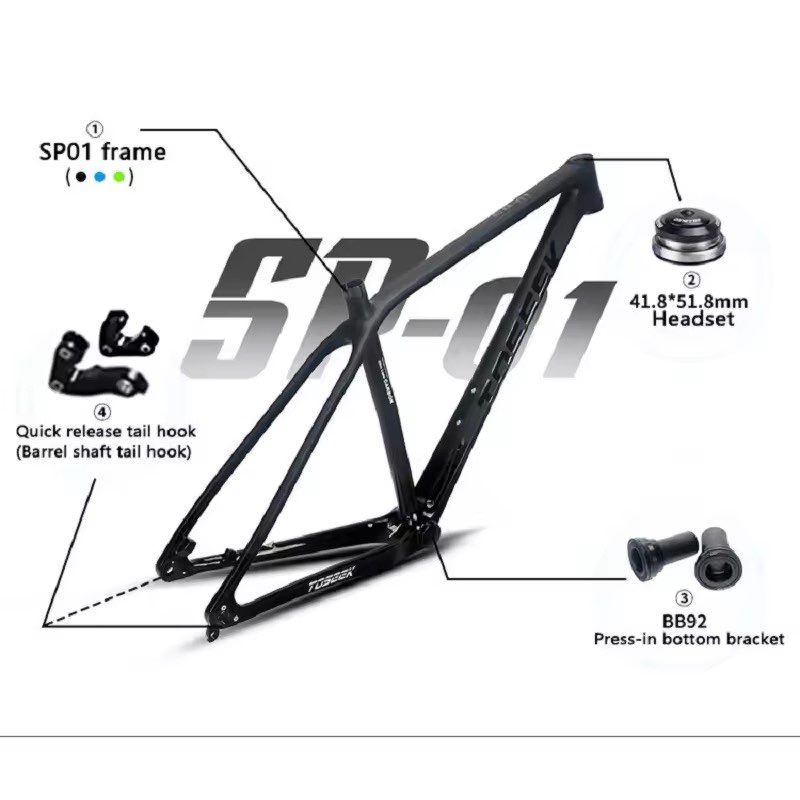 ①
SP01 frame
( ● ● ● )
SP-01
TOSEEK
②
41.8*51.8mm
Headset
④
Quick release tail hook
(Barrel shaft tail hook)
TOSEEK
③
BB92
Press-in bottom bracket